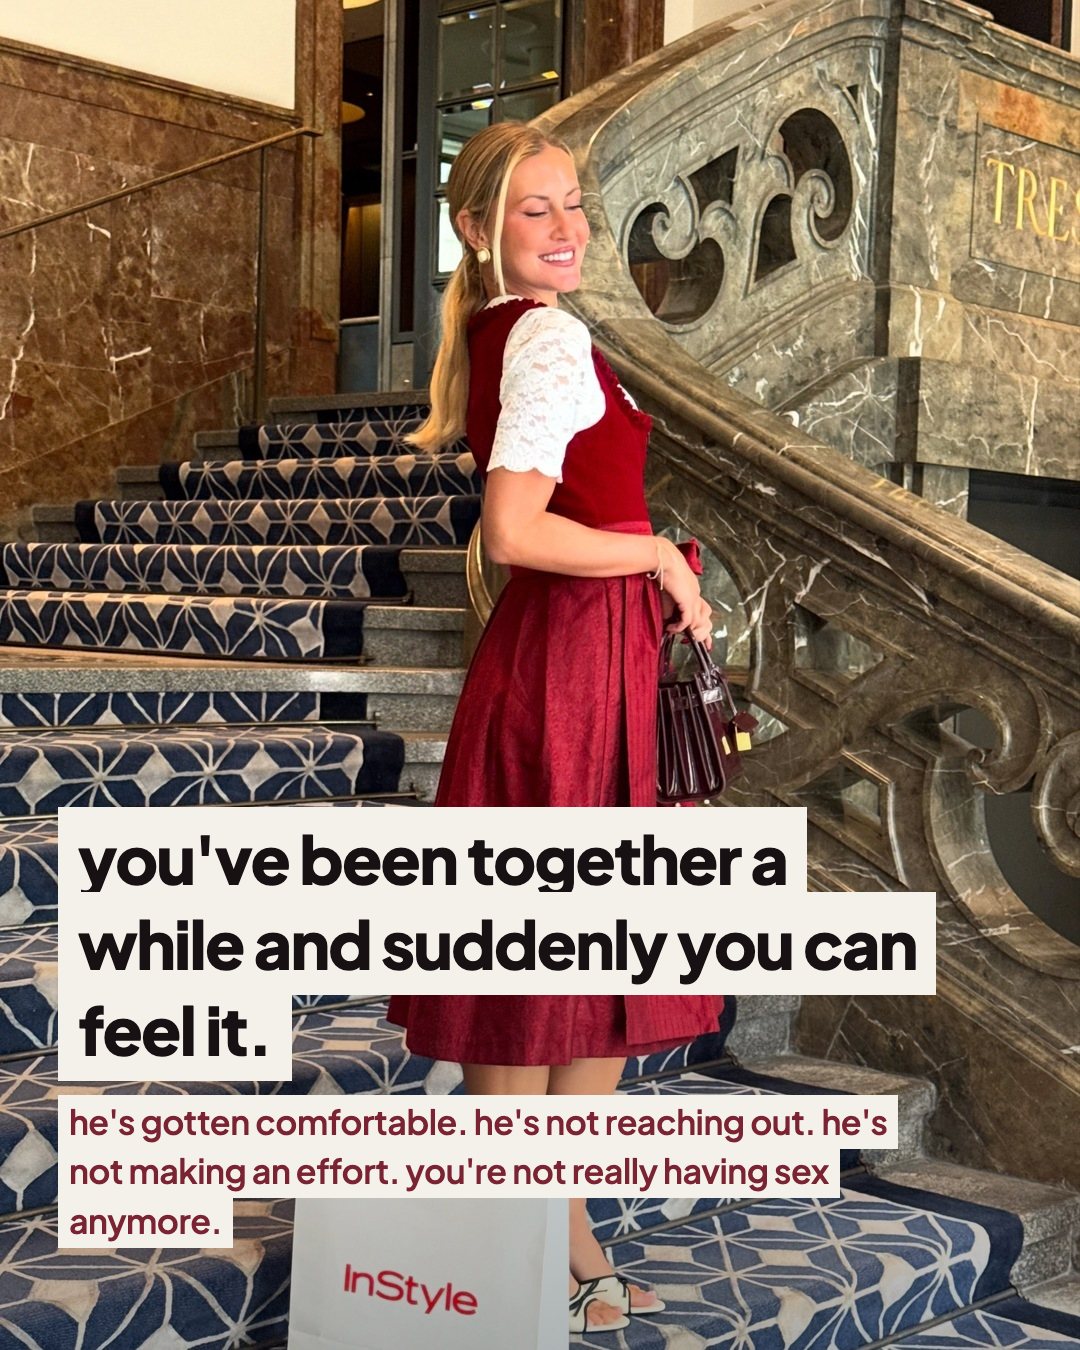 TRES
you've been together a
while and suddenly you can
feel it.
he's gotten comfortable. he's not reaching out. he's
not making an effort. you're not really having sex
anymore.
InStyle